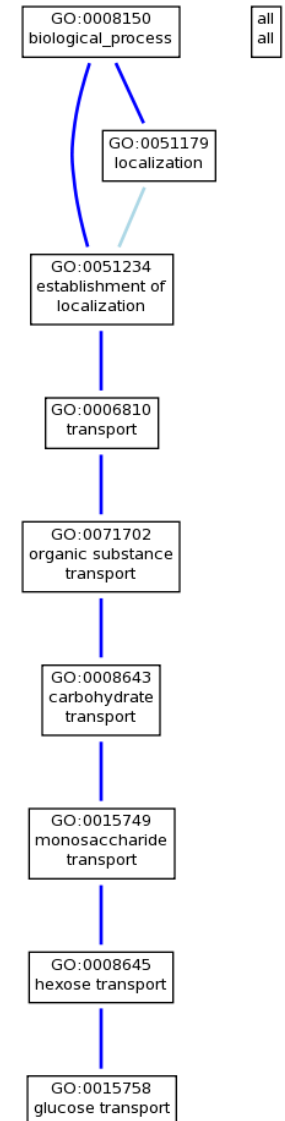 GO:0008150
biological_process
all
all
GO:0051179
localization
GO:0051234
establishment of
localization
GO:0006810
transport
GO:0071702
organic substance
transport
GO:0008643
carbohydrate
transport
GO:0015749
monosaccharide
transport
GO:0008645
hexose transport
GO:0015758
glucose transport